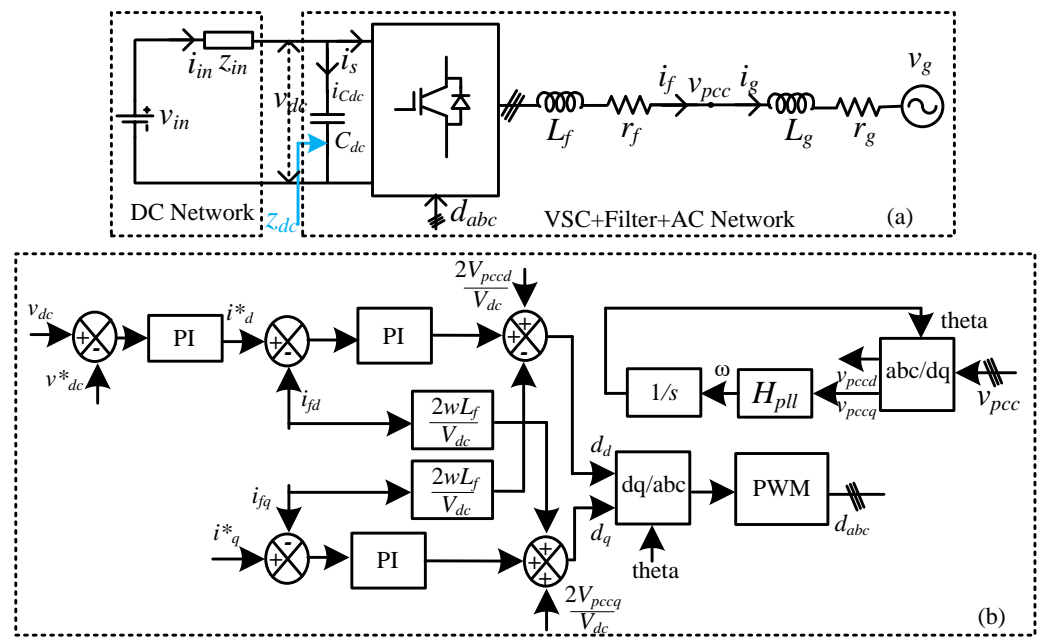 i_in z_in
v_in
v_dc
i_s
i_Cdc
C_dc
z_dc
d_abc
L_f
r_f
i_f
v_pcc
i_g
L_g
r_g
v_g
DC Network
VSC+Filter+AC Network
(a)
v_dc
+
+
-
v*_dc
PI
i*_d
+
-
i_fd
PI
2V_pccd/V_dc
+
+
-
2wL_f/V_dc
2wL_f/V_dc
i_fq
i*_q
-
+
PI
+
+
+
2V_pccq/V_dc
d_d
d_q
dq/abc
theta
PWM
d_abc
theta
abc/dq
v_pcc
v_pccd
v_pccq
H_pll
ω
1/s
(b)